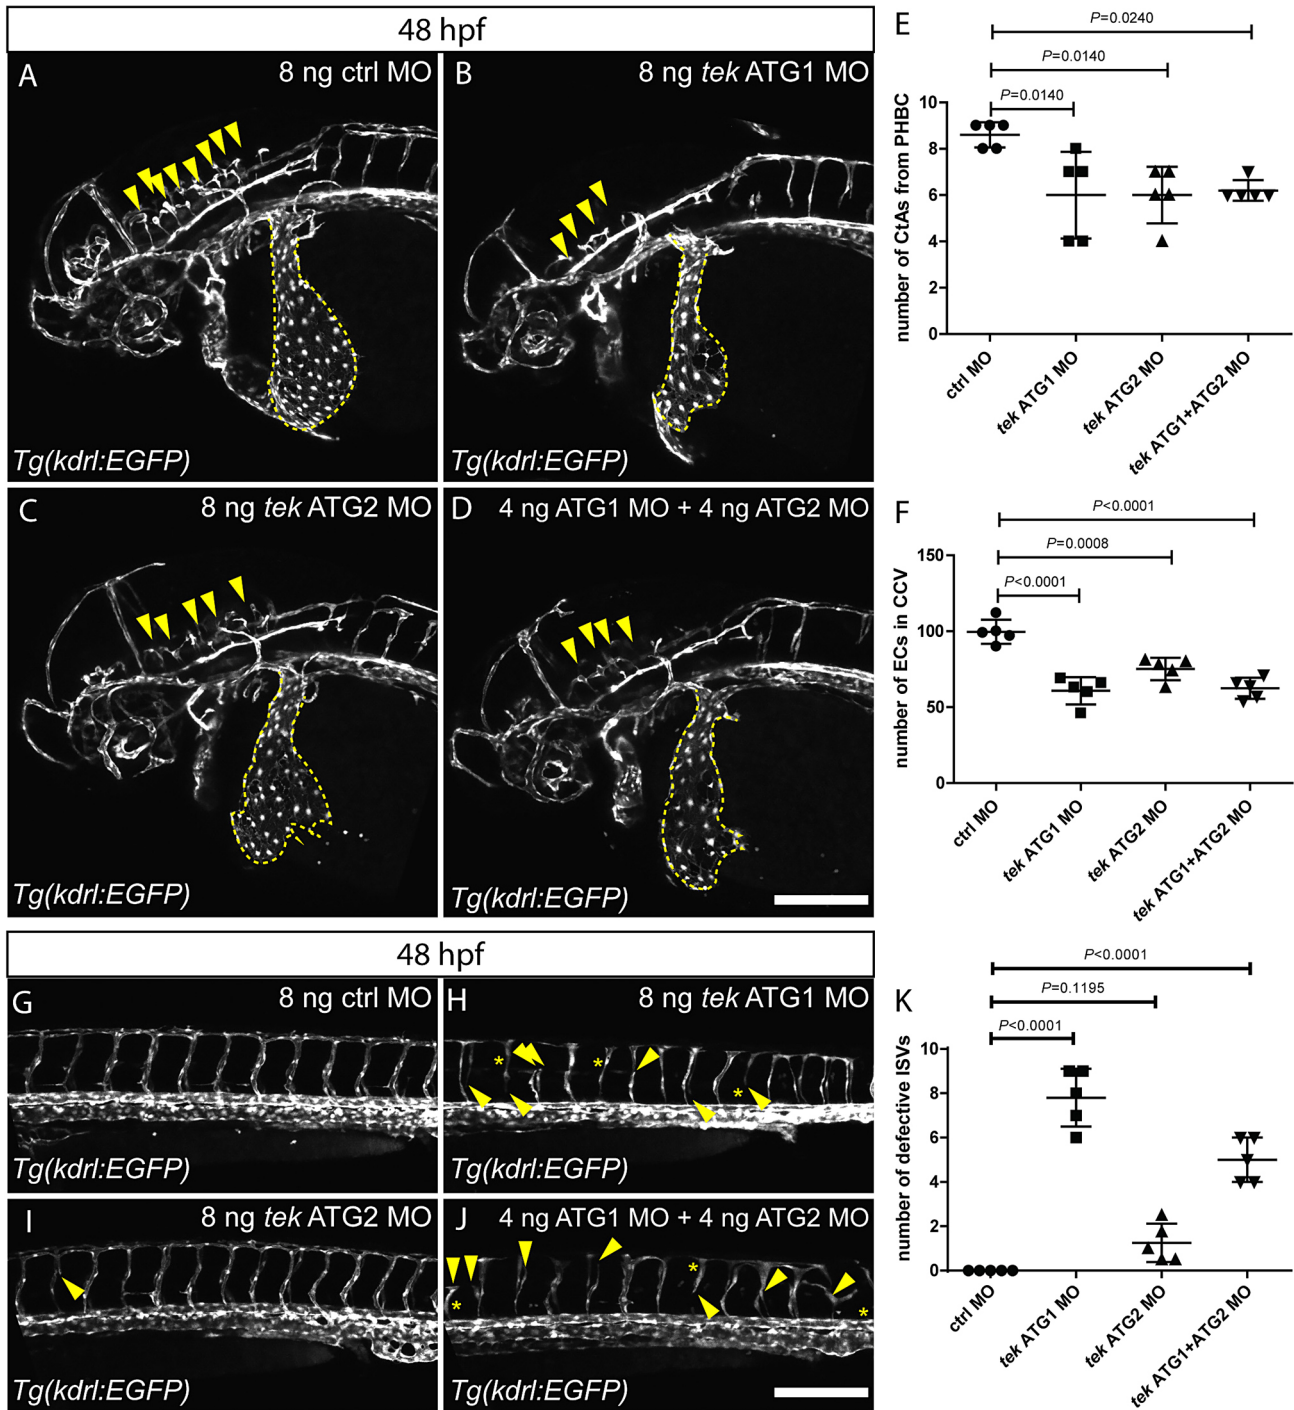 48 hpf
A
8 ng ctrl MO
Tg(kdrl:EGFP)
B
8 ng tek ATG1 MO
Tg(kdrl:EGFP)
C
8 ng tek ATG2 MO
Tg(kdrl:EGFP)
D
4 ng ATG1 MO + 4 ng ATG2 MO
Tg(kdrl:EGFP)
E
P=0.0240
P=0.0140
P=0.0140
number of CtAs from PHBC
10
8
6
4
2
0
ctrl MO
tek ATG1 MO
tek ATG2 MO
tek ATG1+ATG2 MO
F
P<0.0001
P=0.0008
P<0.0001
number of ECs in CCV
150
100
50
0
ctrl MO
tek ATG1 MO
tek ATG2 MO
tek ATG1+ATG2 MO
48 hpf
G
8 ng ctrl MO
Tg(kdrl:EGFP)
H
8 ng tek ATG1 MO
* * *
Tg(kdrl:EGFP)
I
8 ng tek ATG2 MO
Tg(kdrl:EGFP)
J
4 ng ATG1 MO + 4 ng ATG2 MO
* * *
Tg(kdrl:EGFP)
K
P<0.0001
P=0.1195
P<0.0001
number of defective ISVs
10
8
6
4
2
0
ctrl MO
tek ATG1 MO
tek ATG2 MO
tek ATG1+ATG2 MO